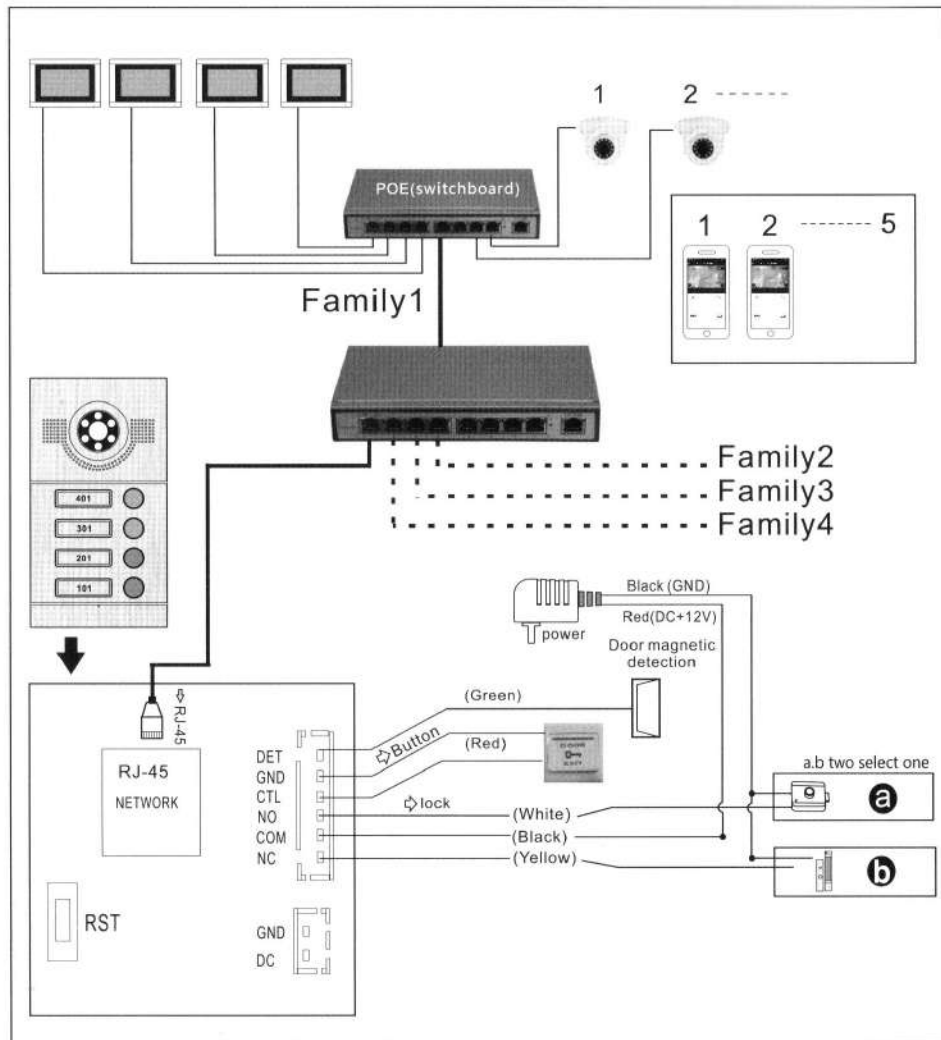 1
2
POE(switchboard)
1
2
5
Family1
Family2
Family3
Family4
401
301
201
101
Black (GND)
Red(DC+12V)
power
Door magnetic
detection
RJ-45
(Green)
Button
(Red)
DET
GND
CTL
NO
COM
NC
RJ-45
NETWORK
lock
(White)
(Black)
(Yellow)
a.b two select one
a
b
RST
GND
DC